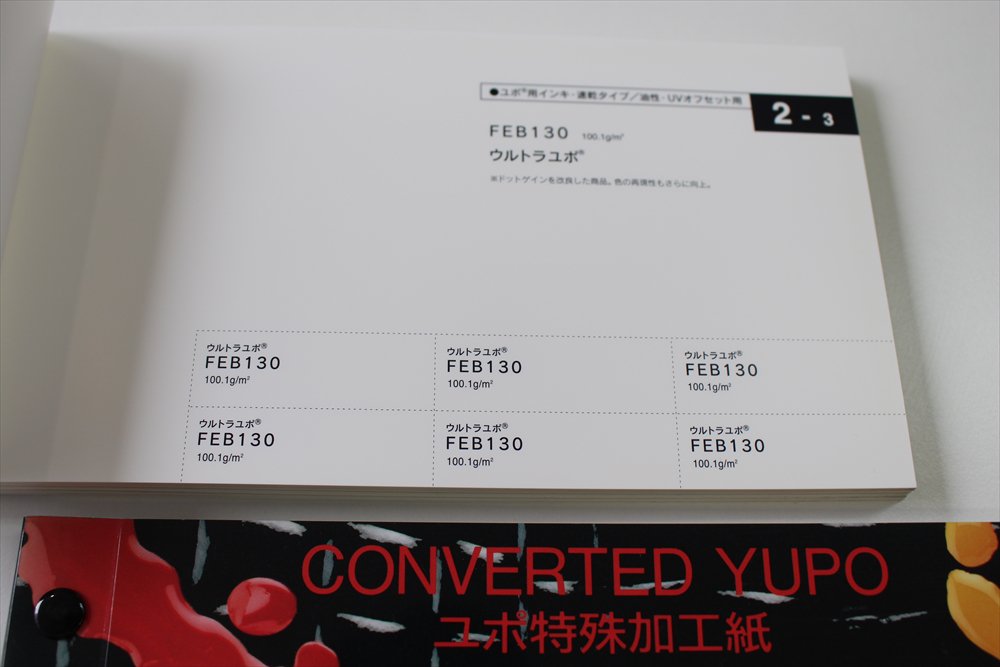 ●ユポ®用インキ・速乾タイプ／油性・UVオフセット用
2-3
FEB130 100.1g/m²
ウルトラユポ®
※ドットゲインを改良した商品。色の再現性もさらに向上。
ウルトラユポ®
FEB130
100.1g/m²
ウルトラユポ®
FEB130
100.1g/m²
ウルトラユポ®
FEB130
100.1g/m²
ウルトラユポ®
FEB130
100.1g/m²
ウルトラユポ®
FEB130
100.1g/m²
ウルトラユポ®
FEB130
100.1g/m²
CONVERTED YUPO
ユポ特殊加工紙